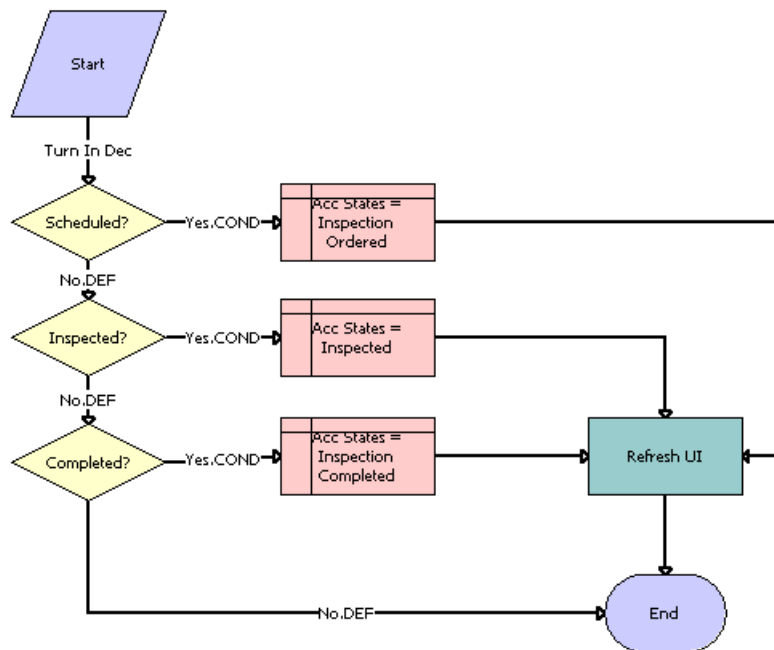 Start
Turn In Dec
Scheduled?
Yes.COND
Acc States =
Inspection
Ordered
No.DEF
Inspected?
Yes.COND
Acc States =
Inspected
No.DEF
Completed?
Yes.COND
Acc States =
Inspection
Completed
Refresh UI
No.DEF
End